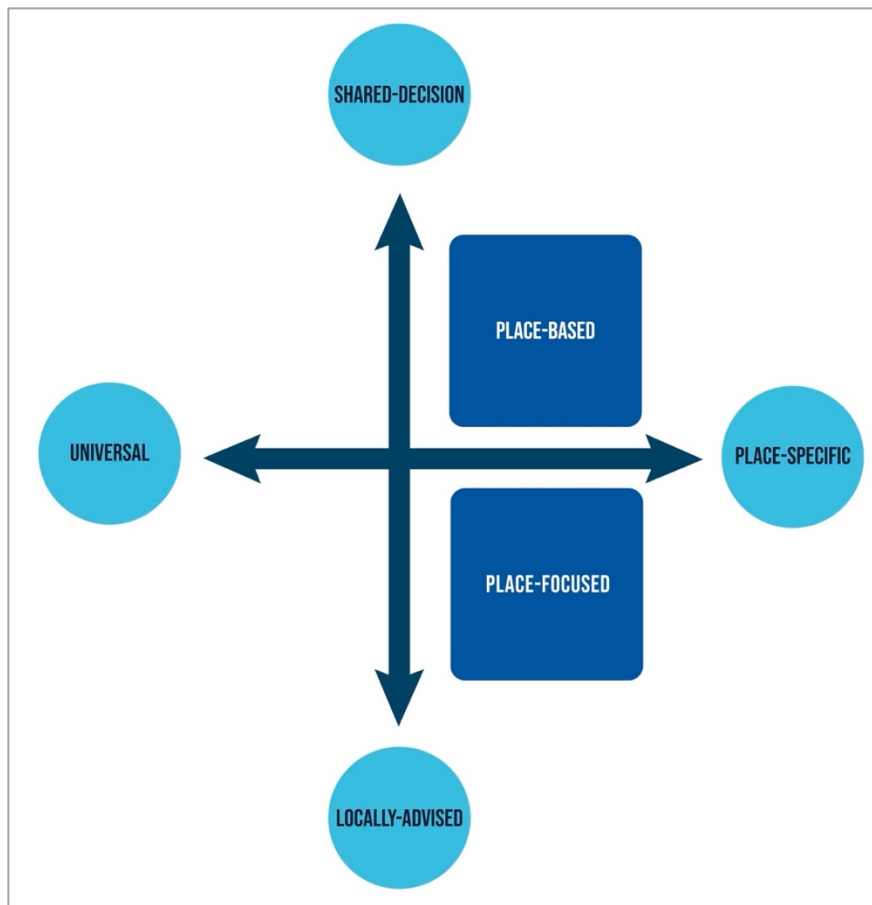 SHARED-DECISION
PLACE-BASED
UNIVERSAL
PLACE-SPECIFIC
PLACE-FOCUSED
LOCALLY-ADVISED